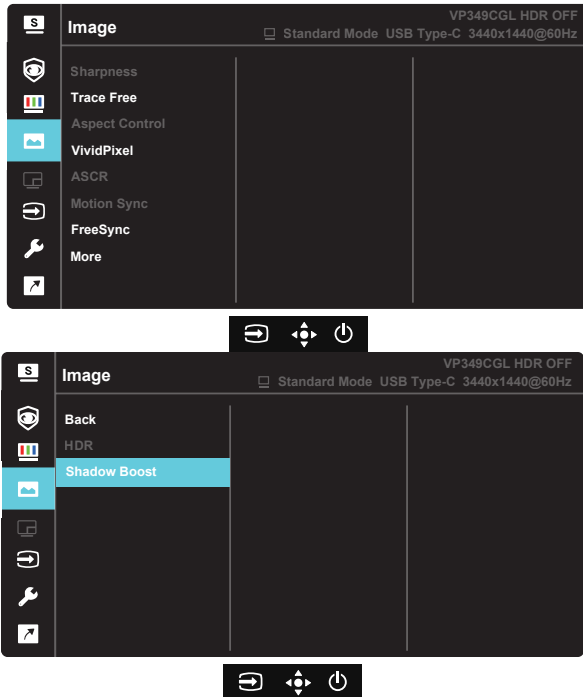 S
Image
VP349CGL HDR OFF
Standard Mode USB Type-C 3440x1440@60Hz
Sharpness
Trace Free
Aspect Control
VividPixel
ASCR
Motion Sync
FreeSync
More
S
Image
VP349CGL HDR OFF
Standard Mode USB Type-C 3440x1440@60Hz
Back
HDR
Shadow Boost